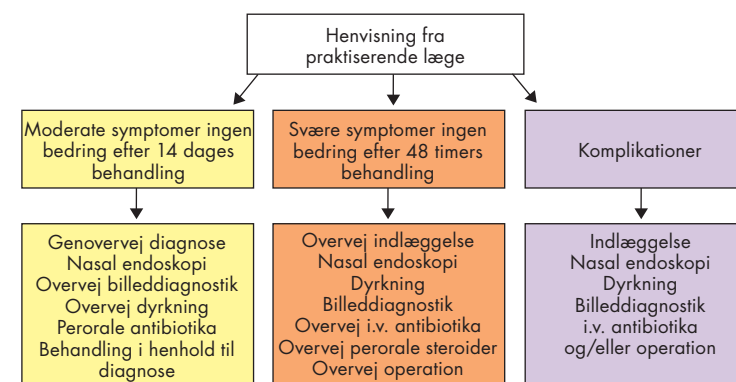 Henvisning fra
praktiserende læge
Moderate symptomer ingen
bedring efter 14 dages
behandling
Svære symptomer ingen
bedring efter 48 timers
behandling
Komplikationer
Genovervej diagnose
Nasal endoskopi
Overvej billeddiagnostik
Overvej dyrkning
Perorale antibiotika
Behandling i henhold til
diagnose
Overvej indlæggelse
Nasal endoskopi
Dyrkning
Billeddiagnostik
Overvej i.v. antibiotika
Overvej perorale steroider
Overvej operation
Indlæggelse
Nasal endoskopi
Dyrkning
Billeddiagnostik
i.v. antibiotika
og/eller operation